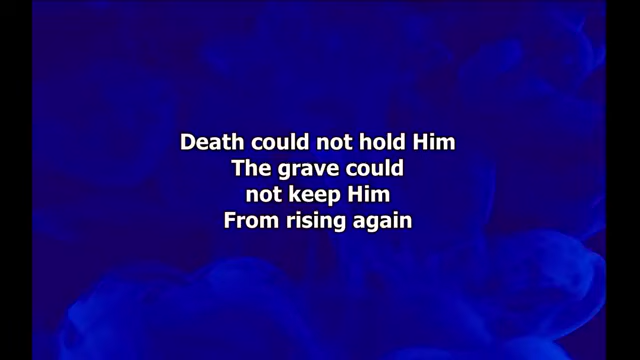 Death could not hold Him
The grave could
not keep Him
From rising again